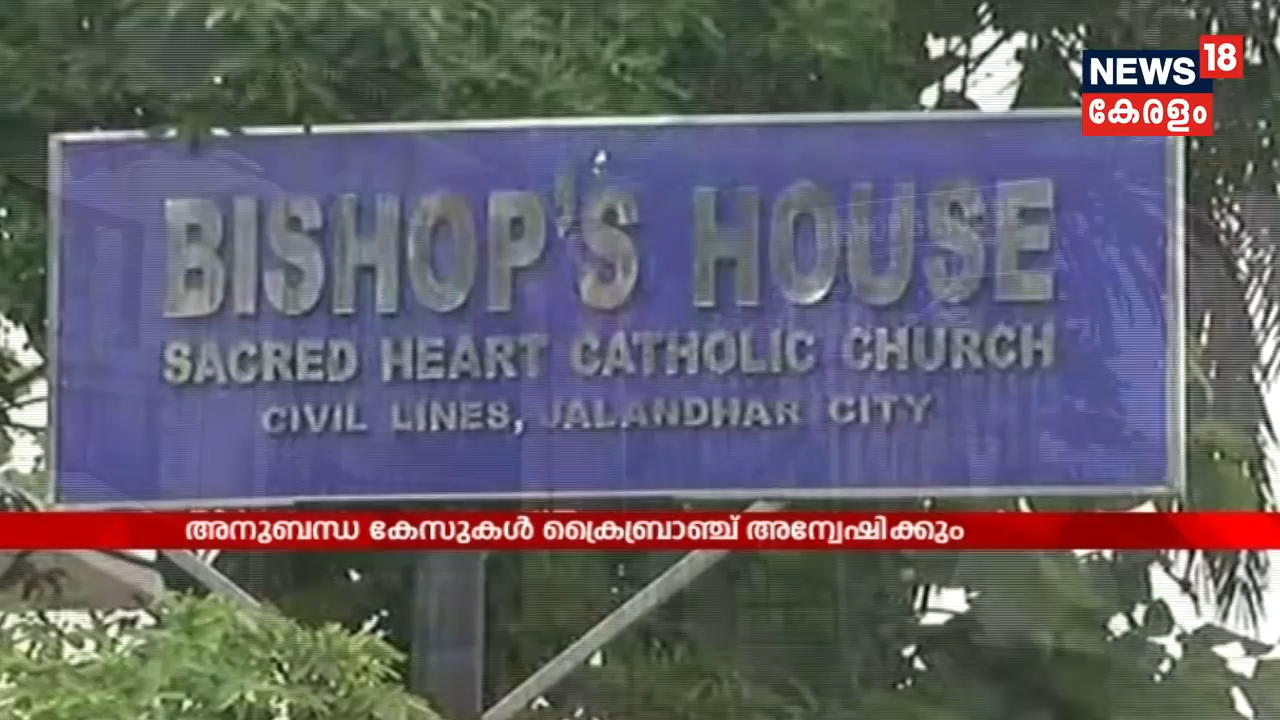 NEWS 18
കേരളം
BISHOP'S HOUSE
SACRED HEART CATHOLIC CHURCH
CIVIL LINES, JALANDHAR CITY
അനുബന്ധ കേസുകൾ ക്രൈബ്രാഞ്ച് അന്വേഷിക്കും